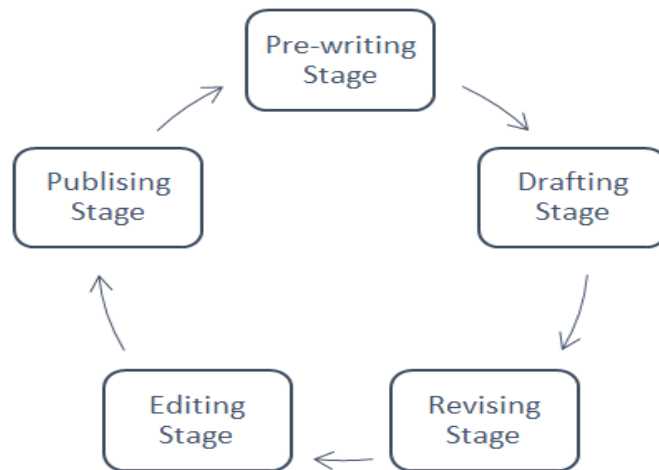 Pre-writing
Stage
Drafting
Stage
Revising
Stage
Editing
Stage
Publising
Stage